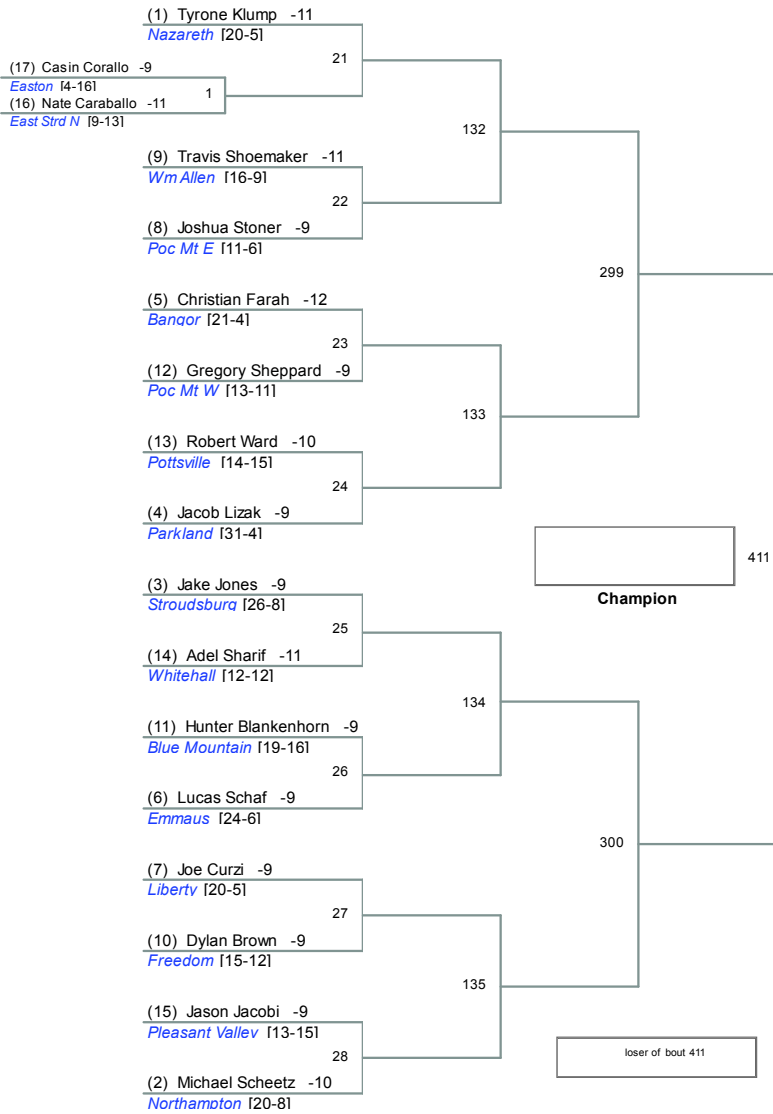 (1) Tyrone Klump -11
Nazareth [20-5]
21
(17) Casin Corallo -9
Easton [4-16]
1
(16) Nate Caraballo -11
East Strd N [9-13]
132
(9) Travis Shoemaker -11
Wm Allen [16-9]
22
(8) Joshua Stoner -9
Poc Mt E [11-6]
299
(5) Christian Farah -12
Bangor [21-4]
23
(12) Gregory Sheppard -9
Poc Mt W [13-11]
133
(13) Robert Ward -10
Pottsville [14-15]
24
(4) Jacob Lizak -9
Parkland [31-4]
411
Champion
(3) Jake Jones -9
Stroudsburg [26-8]
25
(14) Adel Sharif -11
Whitehall [12-12]
134
(11) Hunter Blankenhorn -9
Blue Mountain [19-16]
26
(6) Lucas Schaf -9
Emmaus [24-6]
300
(7) Joe Curzi -9
Liberty [20-5]
27
(10) Dylan Brown -9
Freedom [15-12]
135
(15) Jason Jacobi -9
Pleasant Valley [13-15]
28
loser of bout 411
(2) Michael Scheetz -10
Northampton [20-8]